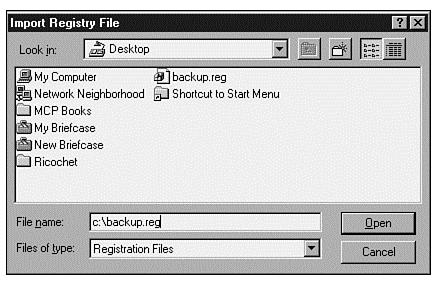 Import Registry File
Look in: Desktop
My Computer
Network Neighborhood
MCP Books
My Briefcase
New Briefcase
Ricochet
backup.reg
Shortcut to Start Menu
File name: c:\backup.reg Open
Files of type: Registration Files Cancel